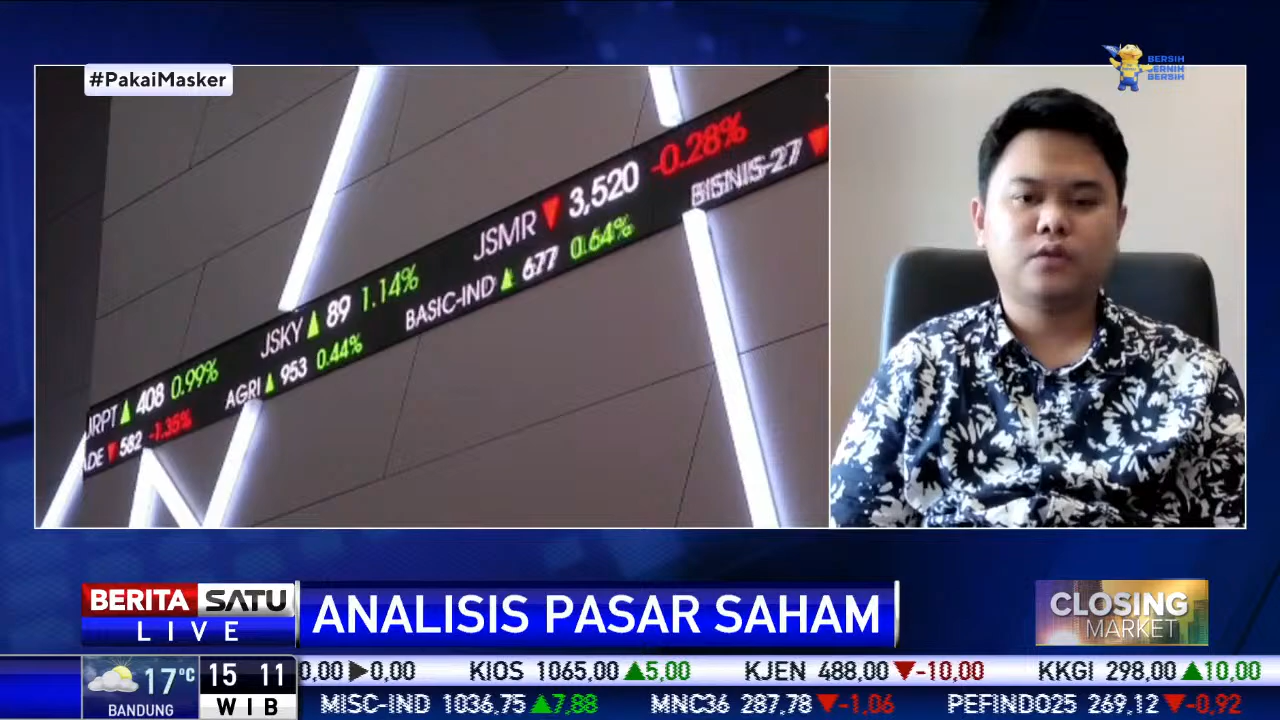 #PakaiMasker
BERSIH
JERNIH
BERSIH
JRPT ▲ 408 0.99%
JSKY ▲ 89 1.14%
JSMR ▼ 3,520 -0.28%
582 -1.35%
AGRI ▲ 953 0.44%
BASIC-IND ▲ 677 0.64%
BISNIS-27 ▼
BERITA SATU
LIVE
ANALISIS PASAR SAHAM
CLOSING
MARKET
17°C
BANDUNG
15 11
WIB
0,00 ▶0,00 KIOS 1065,00 ▲5,00 KJEN 488,00 ▼-10,00 KKGI 298,00 ▲10,00
MISC-IND 1036,75 ▲7,88 MNC36 287,78 ▼-1,06 PEFINDO25 269,12 ▼-0,92